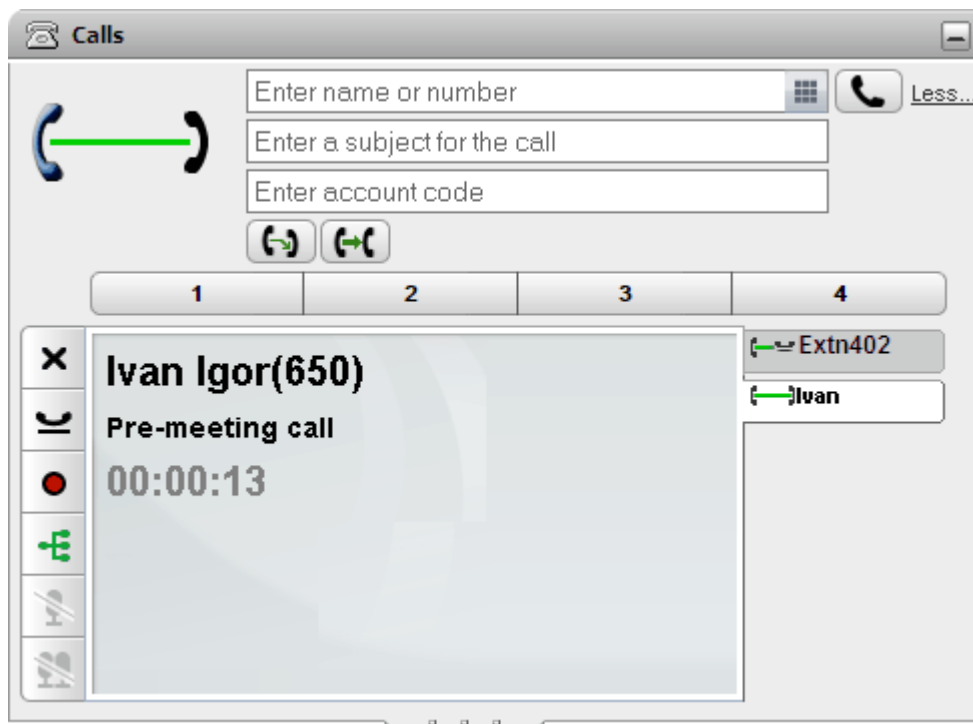 Calls
Enter name or number
Less...
Enter a subject for the call
Enter account code
1 2 3 4
Ivan Igor(650)
Pre-meeting call
00:00:13
Extn402
Ivan